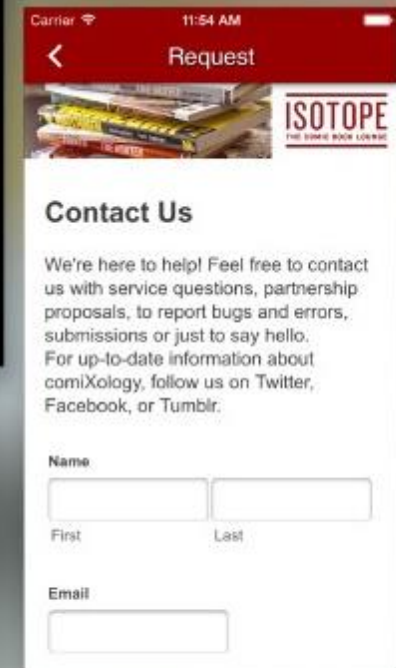 Carrier 11:54 AM
Request
ISOTOPE
THE COMIC BOOK LOUNGE
Contact Us
We're here to help! Feel free to contact
us with service questions, partnership
proposals, to report bugs and errors,
submissions or just to say hello.
For up-to-date information about
comiXology, follow us on Twitter,
Facebook, or Tumblr.
Name
First Last
Email